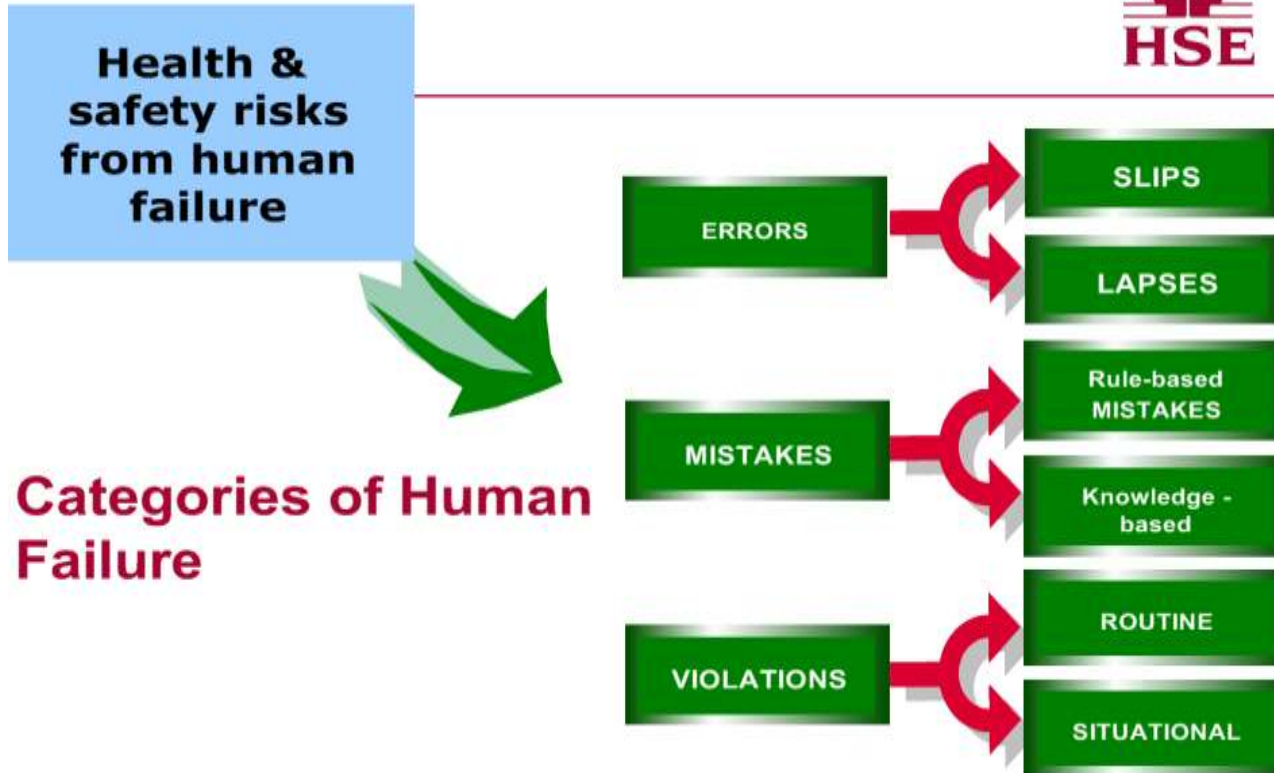 Health &
safety risks
from human
failure
HSE
Categories of Human
Failure
ERRORS
SLIPS
LAPSES
MISTAKES
Rule-based
MISTAKES
Knowledge -
based
VIOLATIONS
ROUTINE
SITUATIONAL